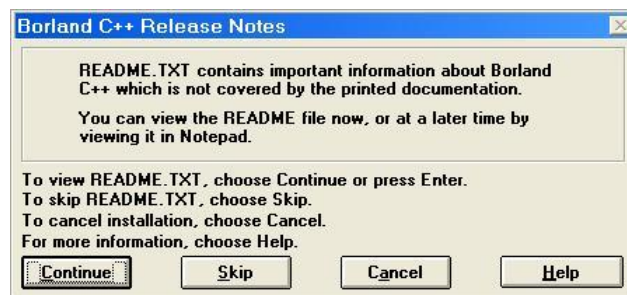 Borland C++ Release Notes
README.TXT contains important information about Borland
C++ which is not covered by the printed documentation.
You can view the README file now, or at a later time by
viewing it in Notepad.
To view README.TXT, choose Continue or press Enter.
To skip README.TXT, choose Skip.
To cancel installation, choose Cancel.
For more information, choose Help.
Continue Skip Cancel Help